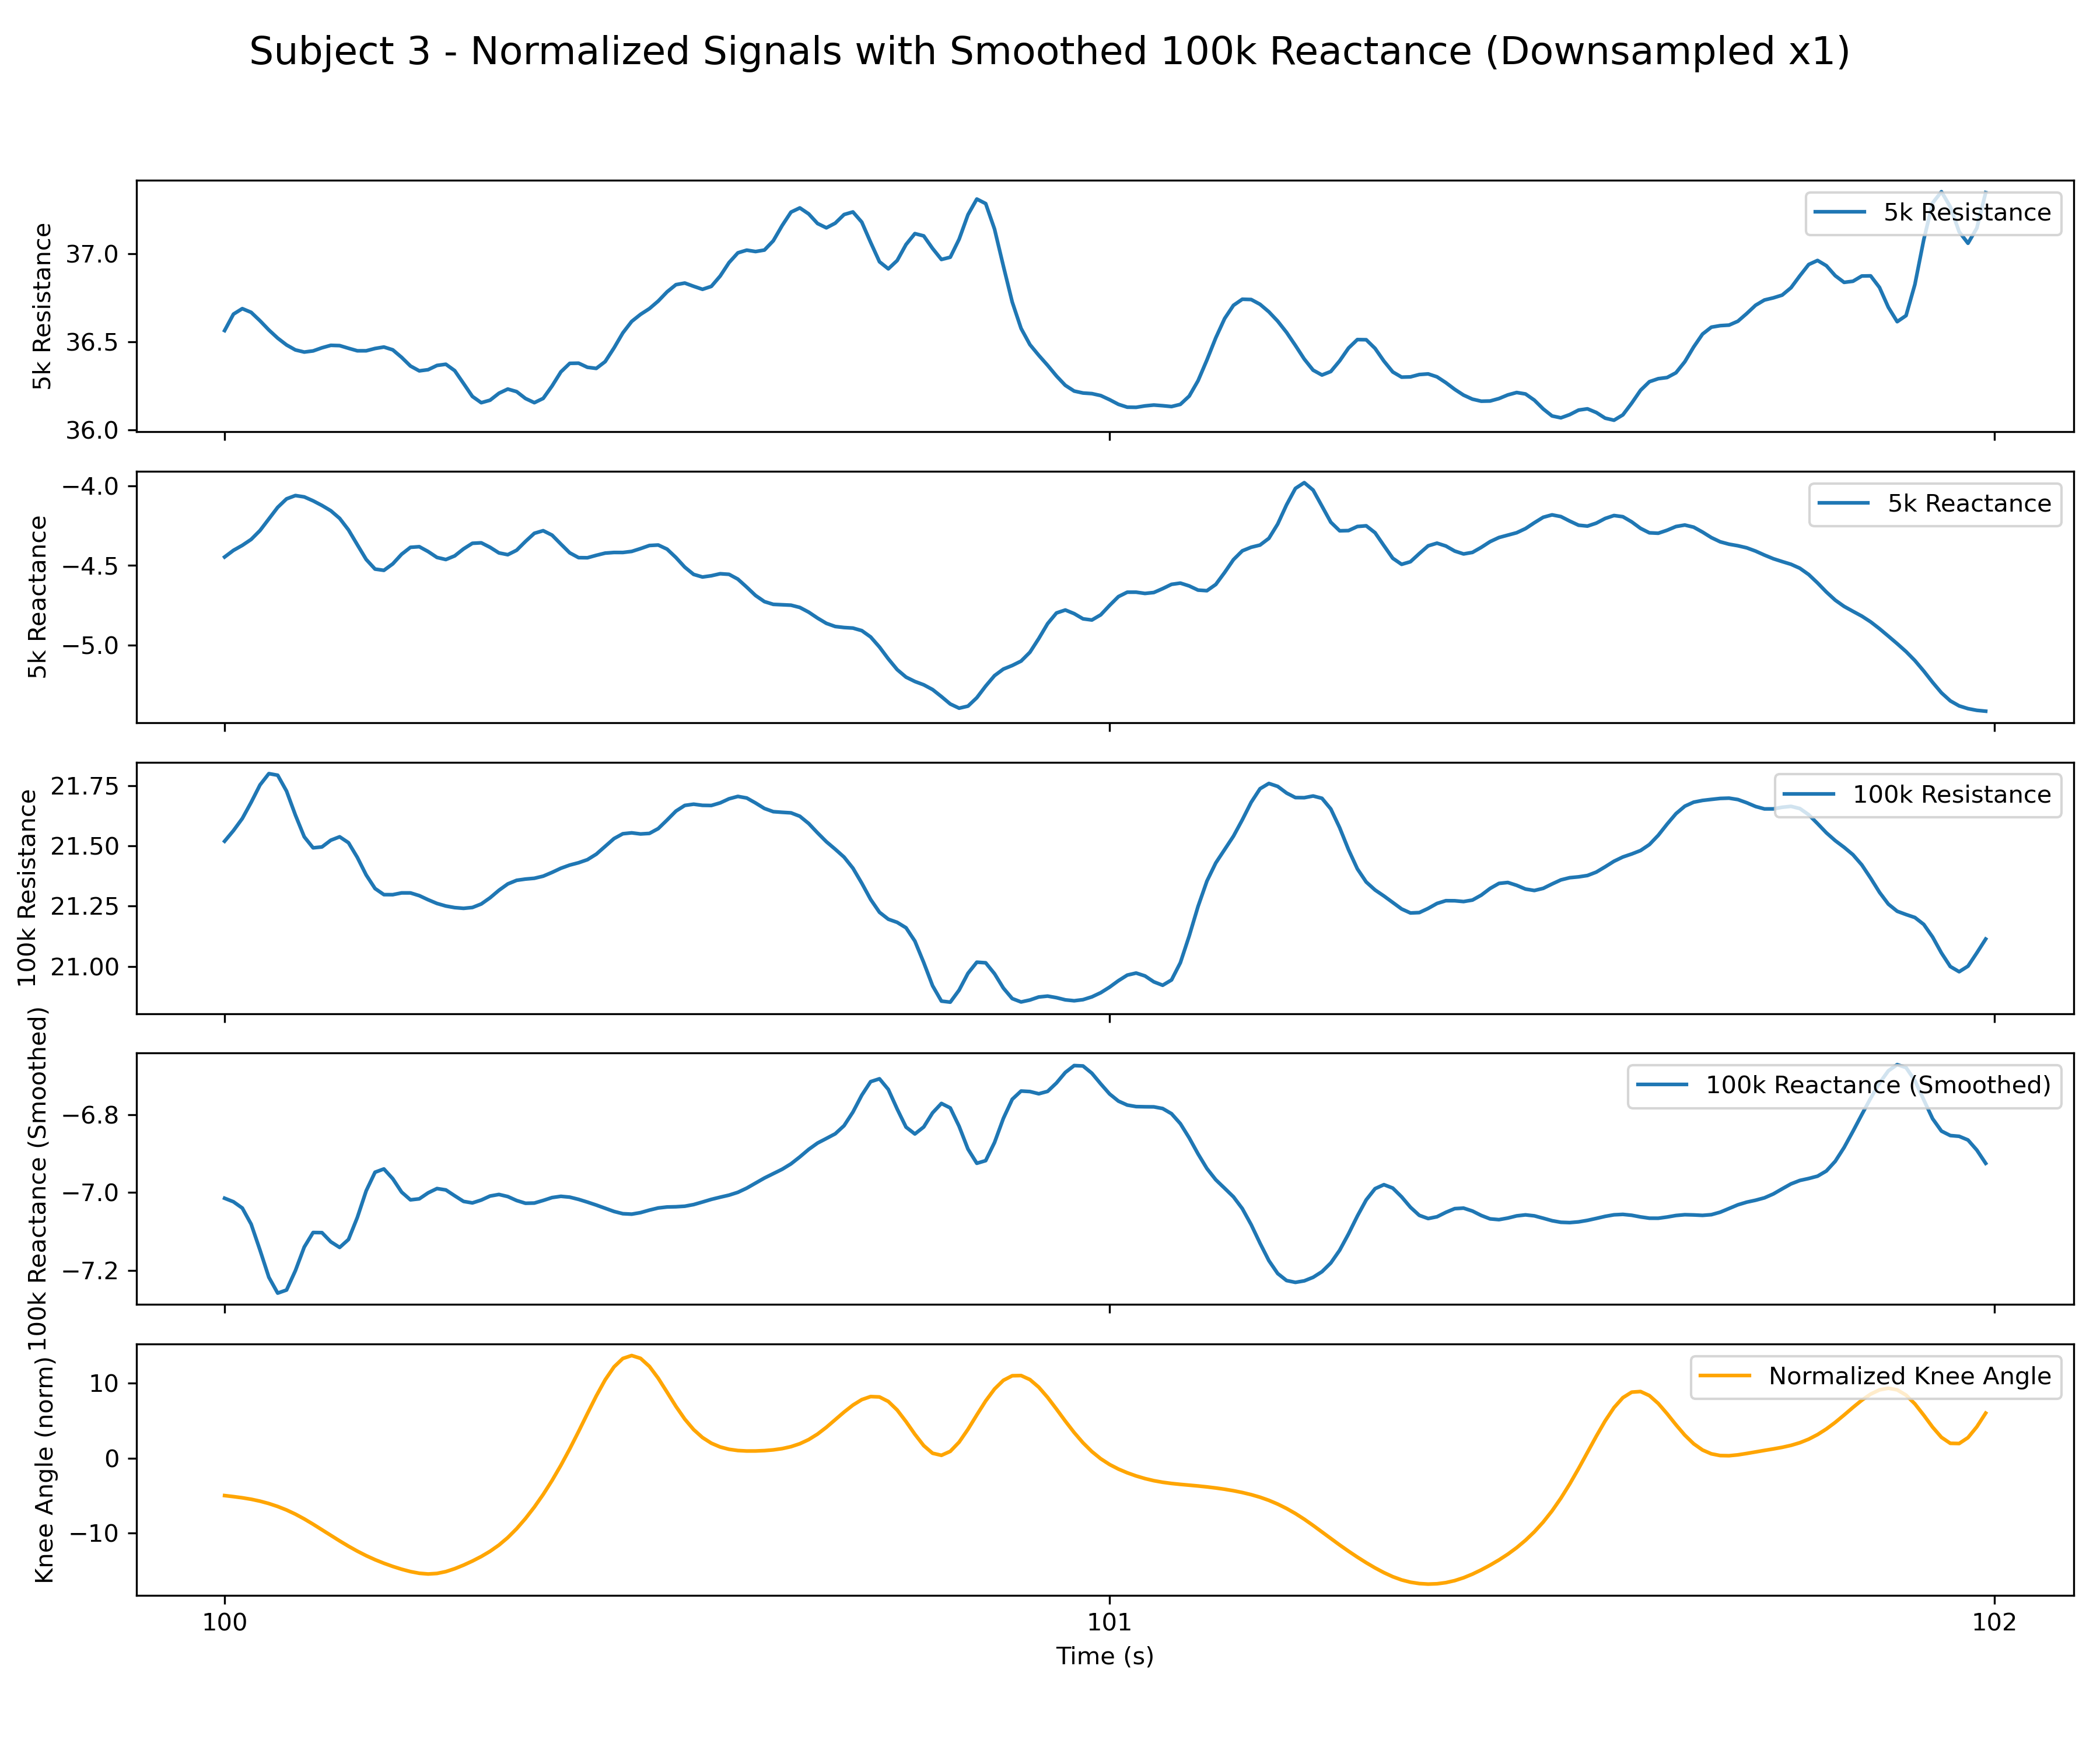 Subject 3 - Normalized Signals with Smoothed 100k Reactance (Downsampled x1)
5k Resistance
37.0
36.5
36.0
5k Resistance
5k Reactance
−4.0
−4.5
−5.0
5k Reactance
100k Resistance
21.75
21.50
21.25
21.00
100k Resistance
100k Reactance (Smoothed)
−6.8
−7.0
−7.2
100k Reactance (Smoothed)
Knee Angle (norm)
10
0
−10
Normalized Knee Angle
100
101
102
Time (s)